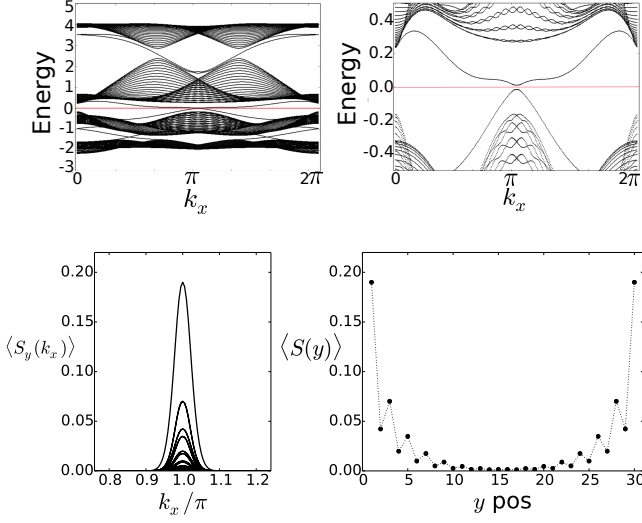 5
4
3
2
1
0
-1
-2
-3
Energy
0
π
2π
k_x
0.4
0.2
0.0
-0.2
-0.4
Energy
0
π
2π
k_x
0.20
0.15
0.10
0.05
0.00
⟨S_y(k_x)⟩
0.8 0.9 1.0 1.1 1.2
k_x/π
0.20
0.15
0.10
0.05
0.00
⟨S(y)⟩
0 5 10 15 20 25 30
y pos